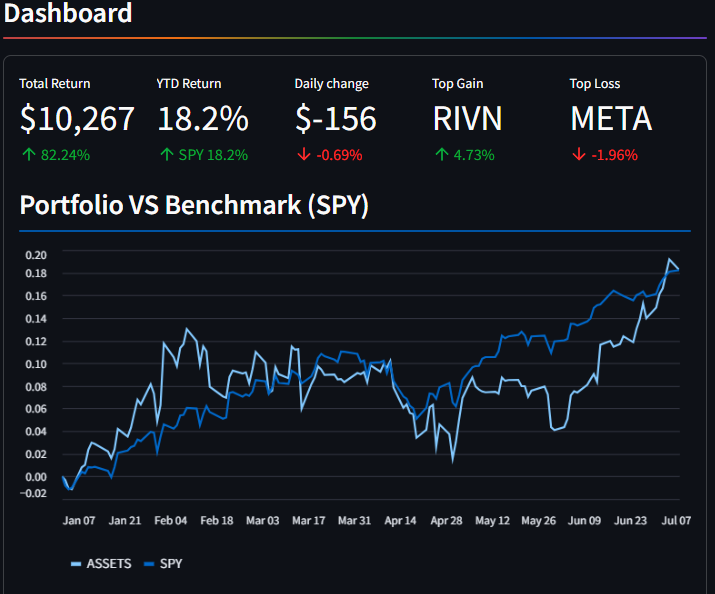 Dashboard
Total Return YTD Return Daily change Top Gain Top Loss
$10,267 18.2% $-156 RIVN META
↑ 82.24% ↑ SPY 18.2% ↓ -0.69% ↑ 4.73% ↓ -1.96%
Portfolio VS Benchmark (SPY)
0.20
0.18
0.16
0.14
0.12
0.10
0.08
0.06
0.04
0.02
0.00
−0.02
Jan 07 Jan 21 Feb 04 Feb 18 Mar 03 Mar 17 Mar 31 Apr 14 Apr 28 May 12 May 26 Jun 09 Jun 23 Jul 07
ASSETS SPY